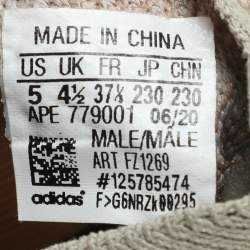 MADE IN CHINA
US UK FR JP CHN
5 4½ 37⅓ 230 230
APE 779001 06/20
MALE/MÂLE
ART FZ1269
#125785474
adidas® F>G6NRZk00295